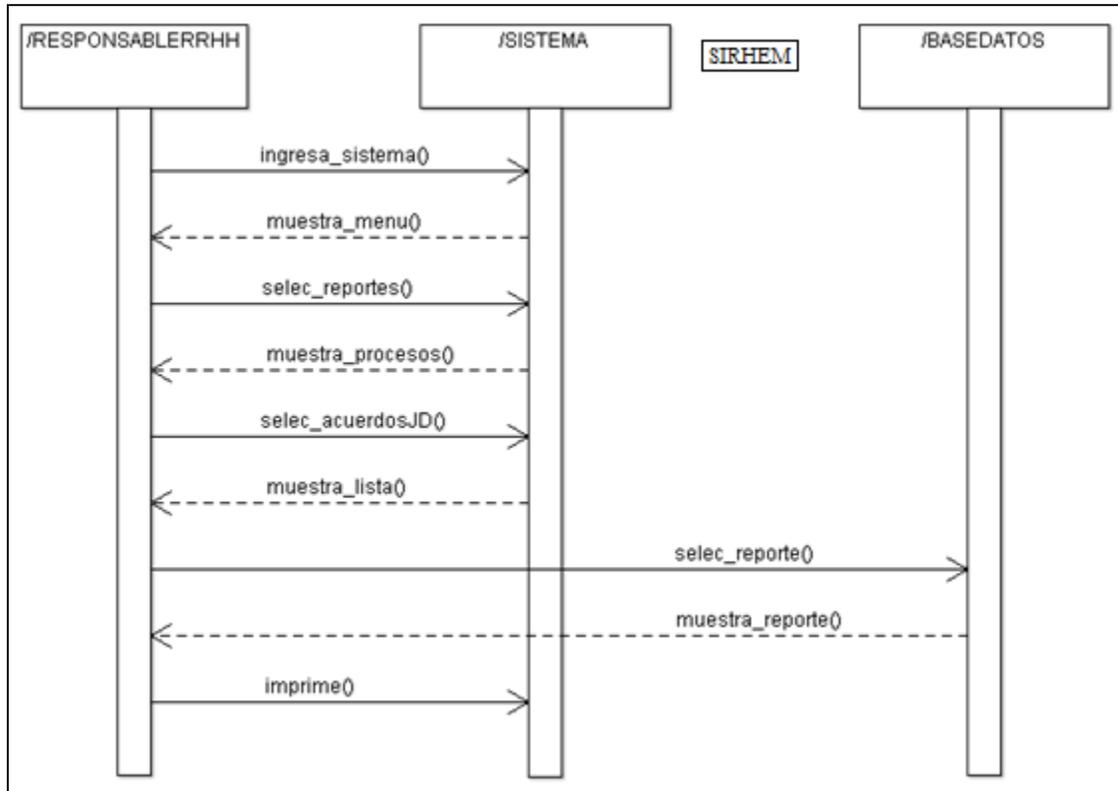 /RESPONSABLERRHH
/SISTEMA
SIRHEM
/BASEDATOS
ingresa_sistema()
muestra_menu()
selec_reportes()
muestra_procesos()
selec_acuerdosJD()
muestra_lista()
selec_reporte()
muestra_reporte()
imprime()